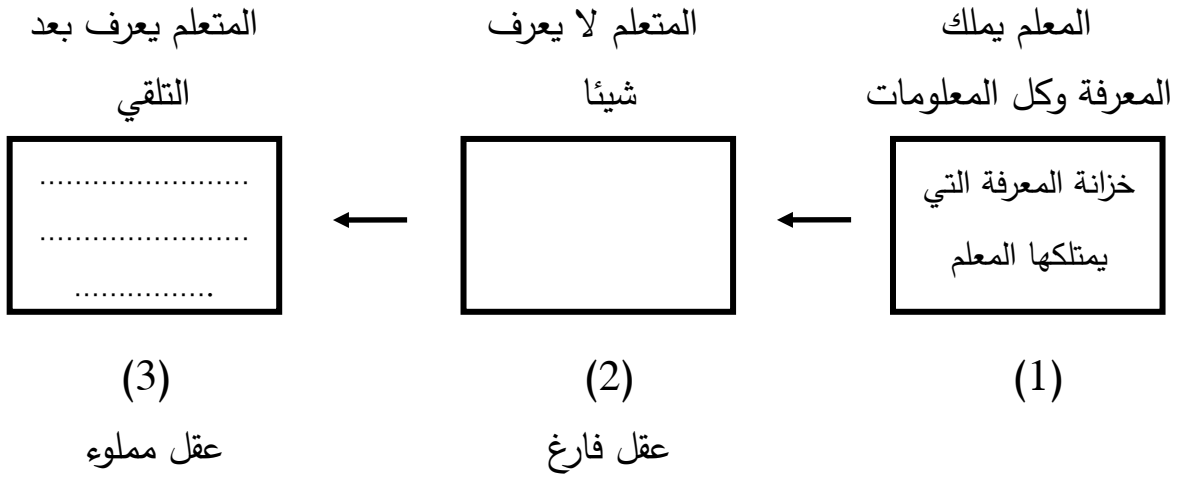 المعلم يملك
المعرفة وكل المعلومات
المتعلم لا يعرف
شيئا
المتعلم يعرف بعد
التلقي
خزانة المعرفة التي
يمتلكها المعلم
........................
........................
................
(1)
(2)
(3)
عقل فارغ
عقل مملوء